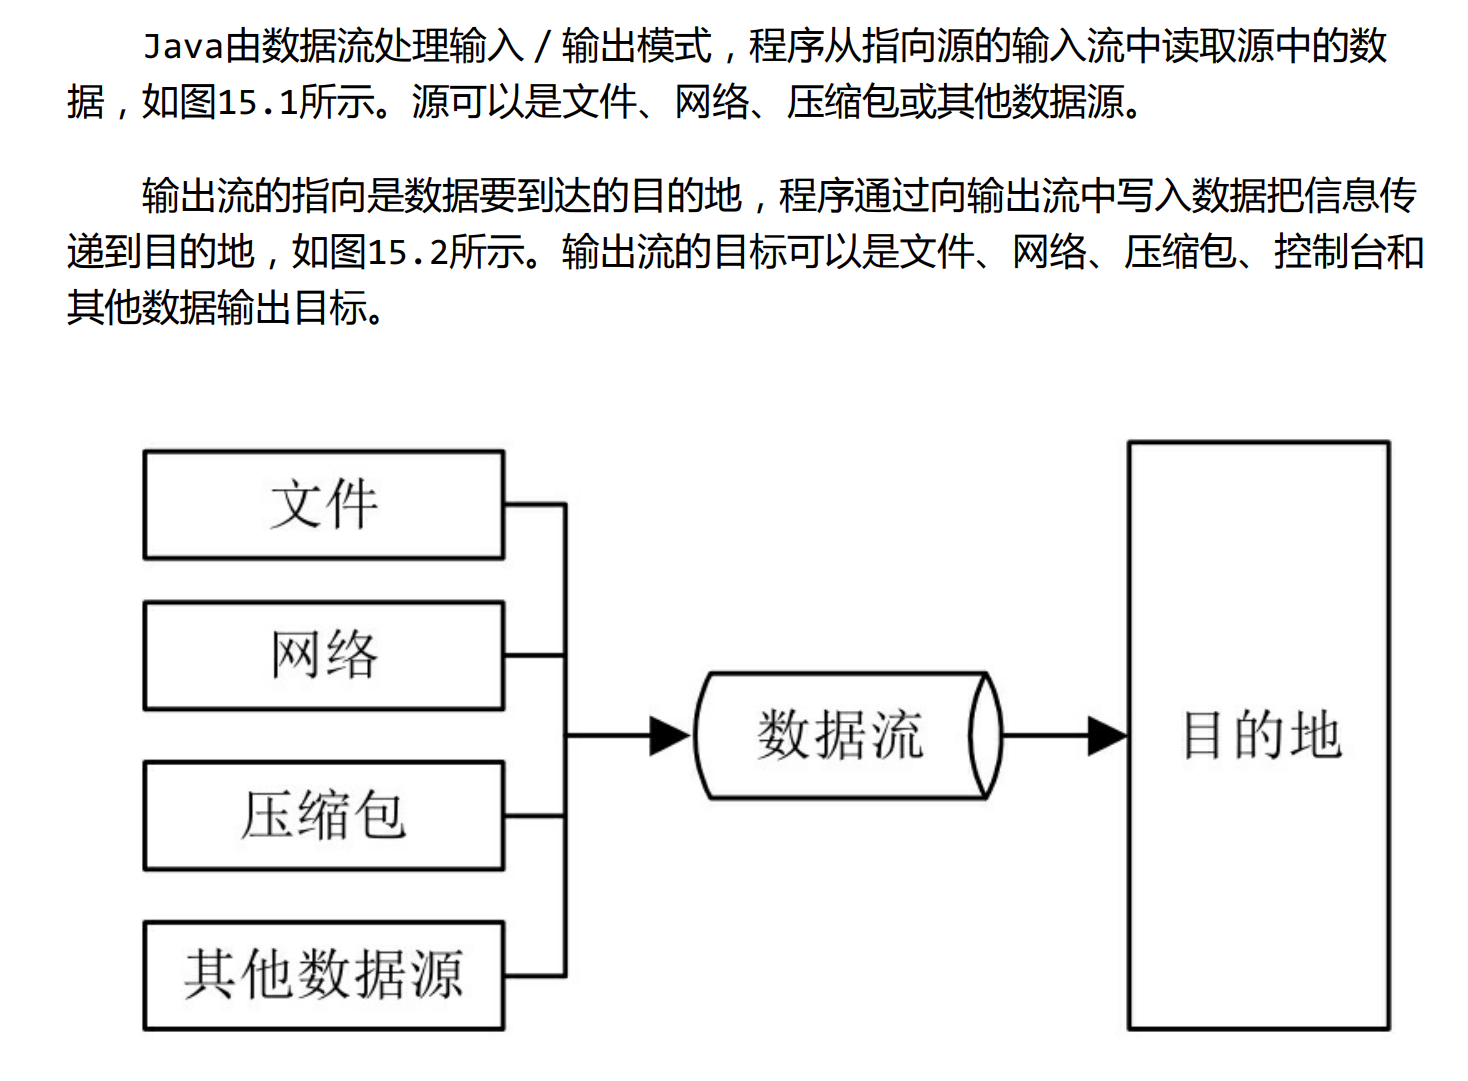 Java由数据流处理输入／输出模式，程序从指向源的输入流中读取源中的数
据，如图15.1所示。源可以是文件、网络、压缩包或其他数据源。
输出流的指向是数据要到达的目的地，程序通过向输出流中写入数据把信息传
递到目的地，如图15.2所示。输出流的目标可以是文件、网络、压缩包、控制台和
其他数据输出目标。
文件
网络
压缩包
其他数据源
数据流
目的地